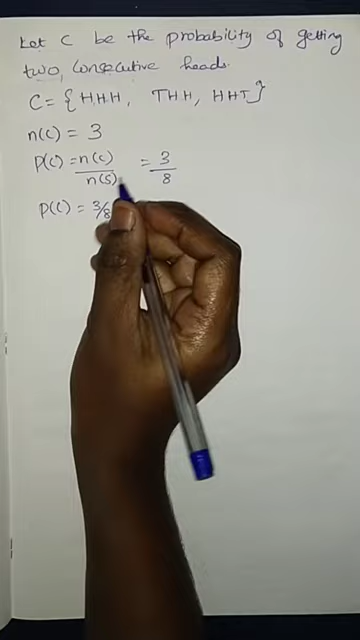 Let C be the probability of getting
two, consecutive heads.
C = { HHH, THH, HHT }
n(C) = 3
P(C) = n(C)/n(S) = 3/8
P(C) = 3/8